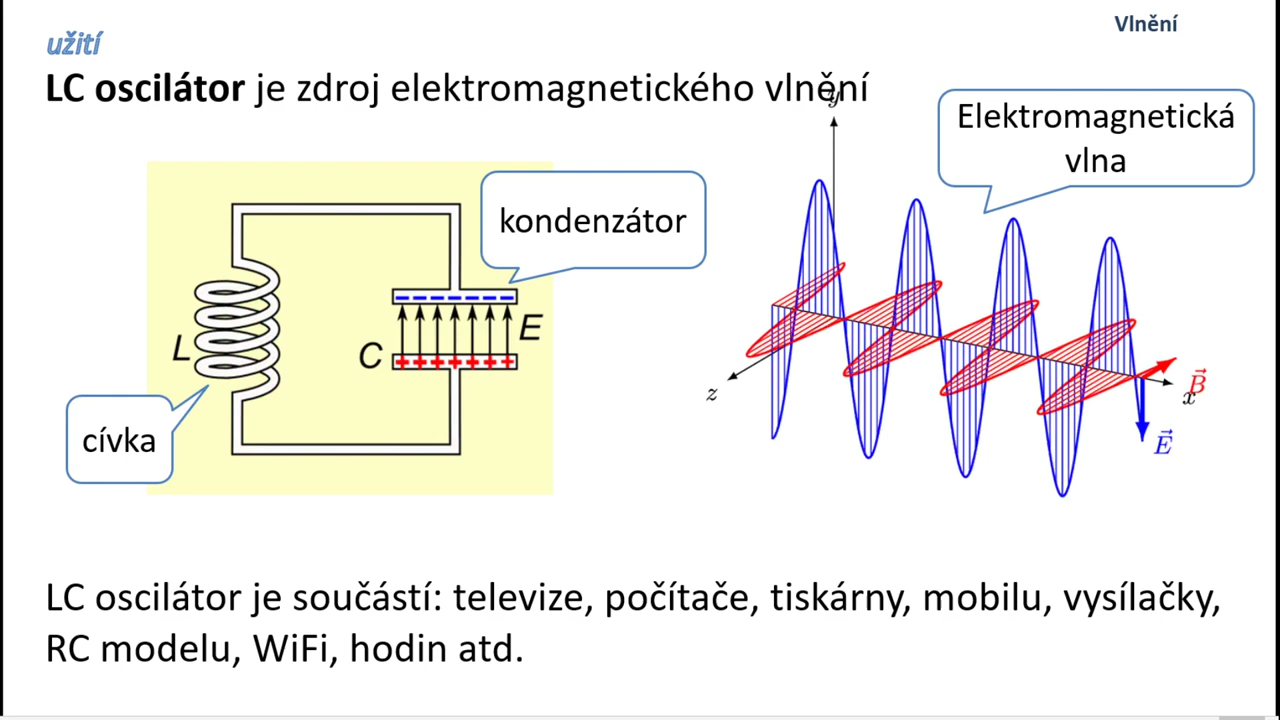 Vlnění
užití
LC oscilátor je zdroj elektromagnetického vlnění
Elektromagnetická
vlna
kondenzátor
cívka
L
C
E
y
z
x
B⃗
E⃗
LC oscilátor je součástí: televize, počítače, tiskárny, mobilu, vysílačky,
RC modelu, WiFi, hodin atd.